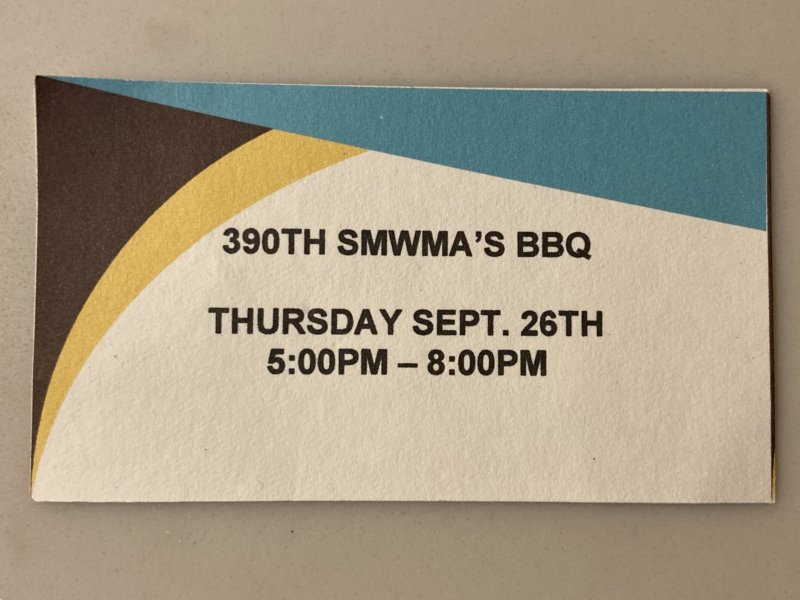 390TH SMWMA'S BBQ
THURSDAY SEPT. 26TH
5:00PM – 8:00PM